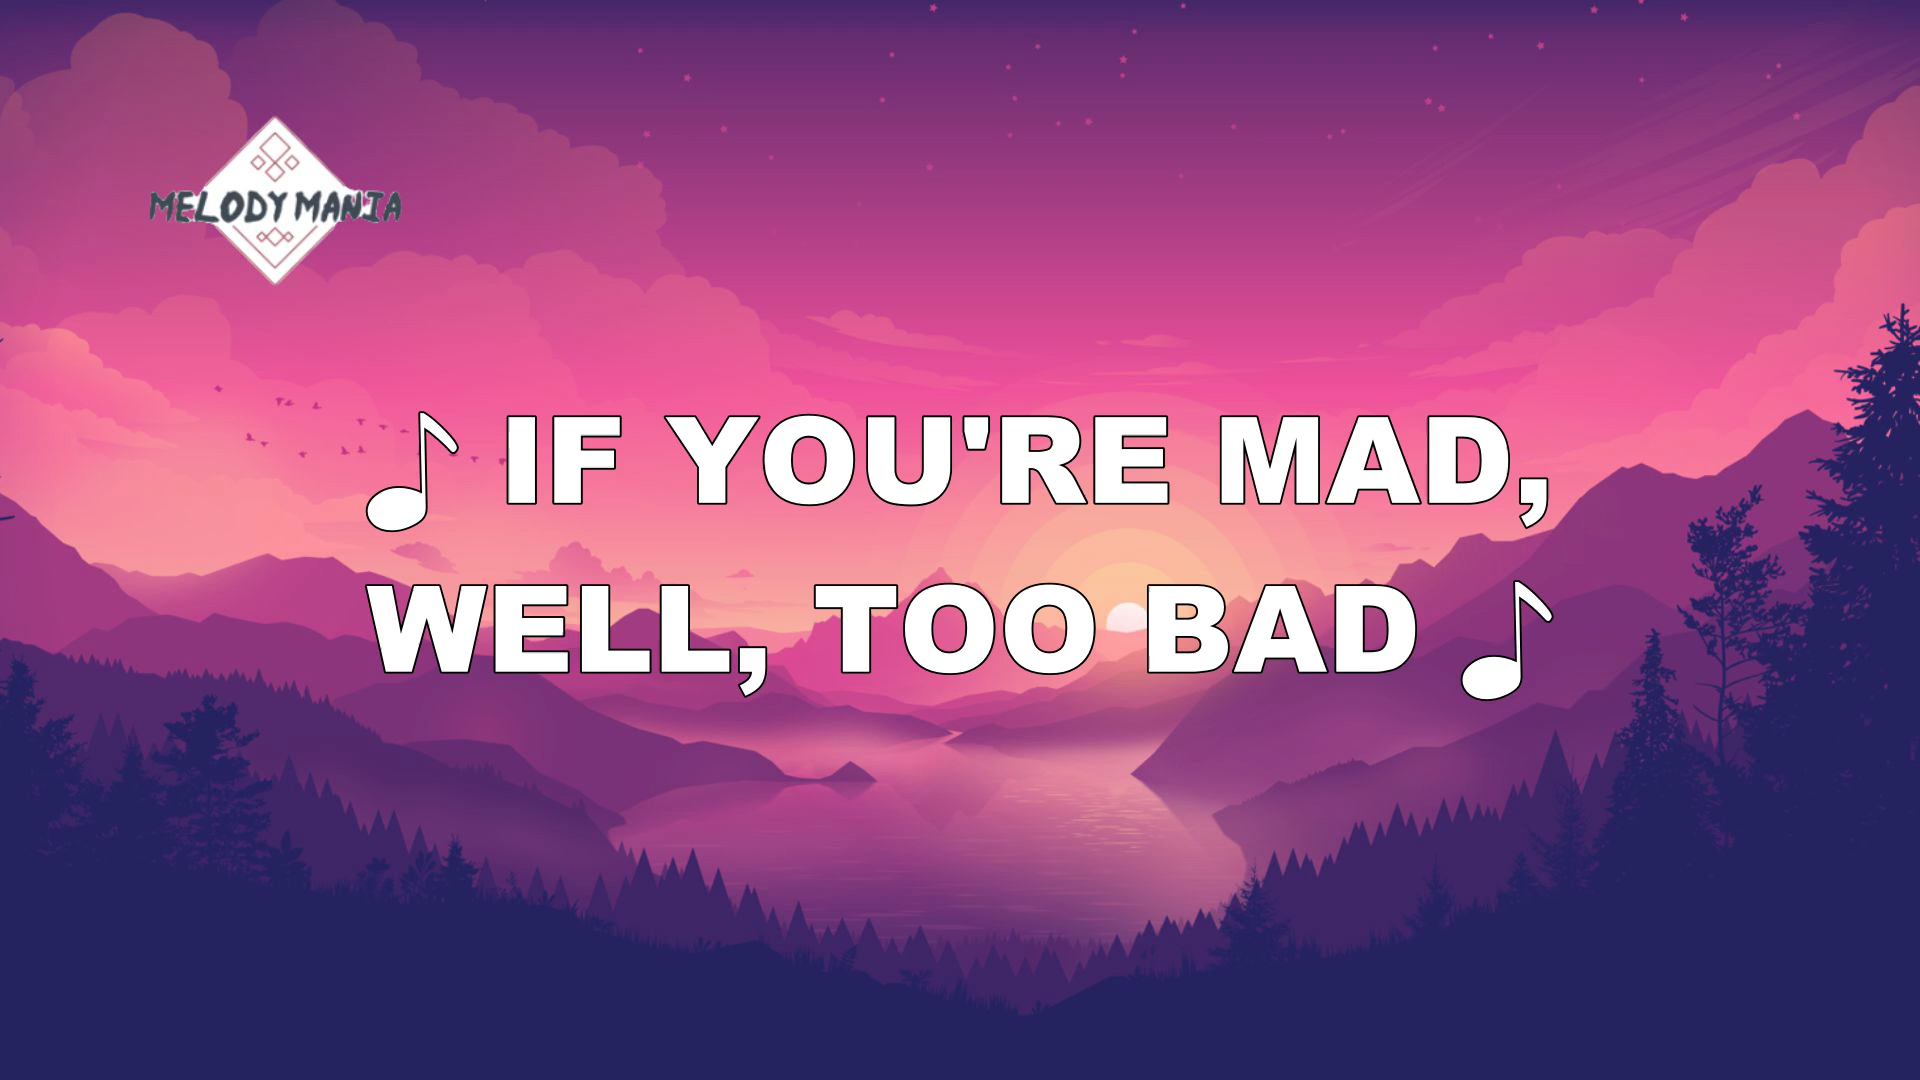 MELODY MANIA
♪ IF YOU'RE MAD,
WELL, TOO BAD ♪